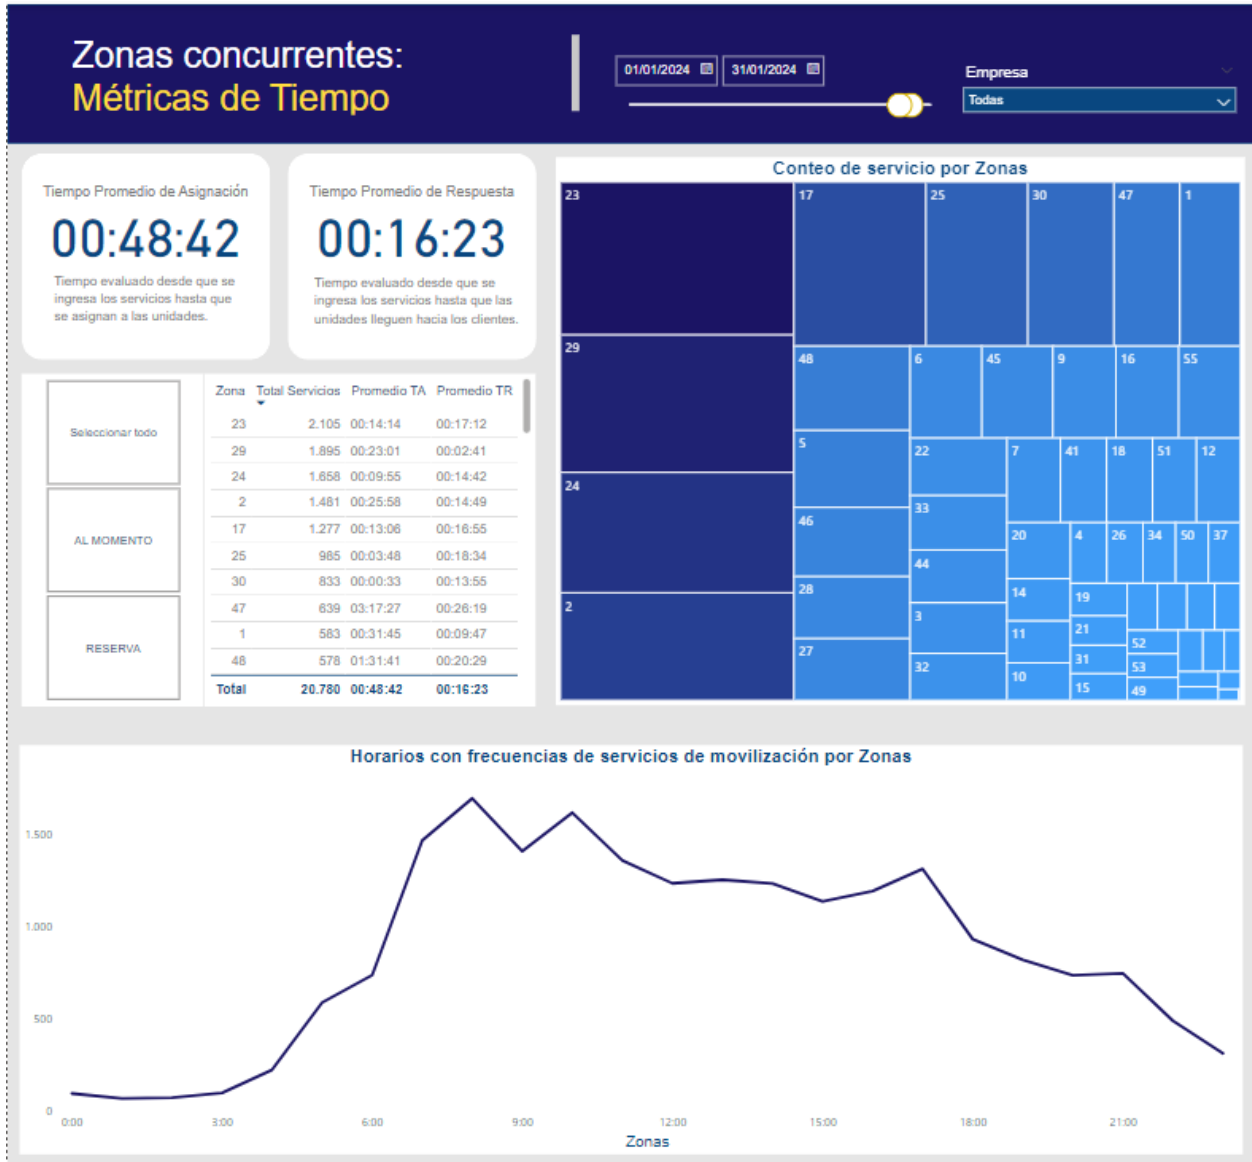 Zonas concurrentes:
Métricas de Tiempo
01/01/2024
31/01/2024
Empresa
Todas
Tiempo Promedio de Asignación
00:48:42
Tiempo evaluado desde que se
ingresa los servicios hasta que
se asignan a las unidades.
Tiempo Promedio de Respuesta
00:16:23
Tiempo evaluado desde que se
ingresa los servicios hasta que las
unidades lleguen hacia los clientes.
Seleccionar todo
AL MOMENTO
RESERVA
Zona Total Servicios Promedio TA Promedio TR
23 2.105 00:14:14 00:17:12
29 1.895 00:23:01 00:02:41
24 1.658 00:09:55 00:14:42
2 1.481 00:25:58 00:14:49
17 1.277 00:13:06 00:16:55
25 985 00:03:48 00:18:34
30 833 00:00:33 00:13:55
47 639 03:17:27 00:26:19
1 583 00:31:45 00:09:47
48 578 01:31:41 00:20:29
Total 20.780 00:48:42 00:16:23
Conteo de servicio por Zonas
23
29
24
2
17
25
30
47
1
48
5
46
28
27
6
45
9
16
55
22
33
44
3
32
7
41
18
51
12
20
14
11
10
4
26
34
50
37
19
21
31
15
52
53
49
Horarios con frecuencias de servicios de movilización por Zonas
1.500
1.000
500
0
0:00 3:00 6:00 9:00 12:00 15:00 18:00 21:00
Zonas